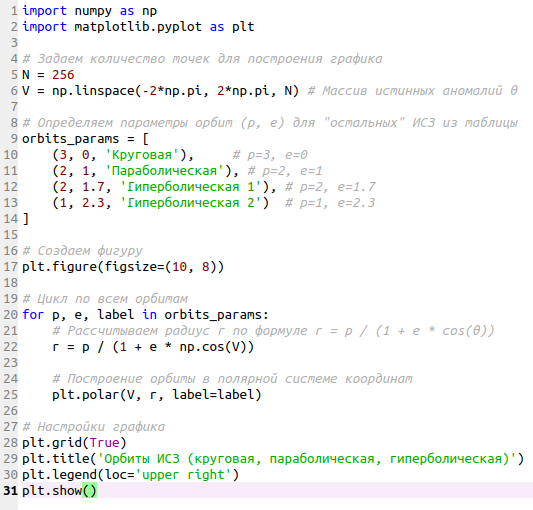 1 import numpy as np
2 import matplotlib.pyplot as plt
3
4 # Задаем количество точек для построения графика
5 N = 256
6 V = np.linspace(-2*np.pi, 2*np.pi, N) # Массив истинных аномалий θ
7
8 # Определяем параметры орбит (p, e) для "остальных" ИСЗ из таблицы
9 orbits_params = [
10     (3, 0, 'Круговая'),     # p=3, e=0
11     (2, 1, 'Параболическая'), # p=2, e=1
12     (2, 1.7, 'Гиперболическая 1'), # p=2, e=1.7
13     (1, 2.3, 'Гиперболическая 2')  # p=1, e=2.3
14 ]
15
16 # Создаем фигуру
17 plt.figure(figsize=(10, 8))
18
19 # Цикл по всем орбитам
20 for p, e, label in orbits_params:
21     # Рассчитываем радиус r по формуле r = p / (1 + e * cos(θ))
22     r = p / (1 + e * np.cos(V))
23
24     # Построение орбиты в полярной системе координат
25     plt.polar(V, r, label=label)
26
27 # Настройки графика
28 plt.grid(True)
29 plt.title('Орбиты ИСЗ (круговая, параболическая, гиперболическая)')
30 plt.legend(loc='upper right')
31 plt.show()